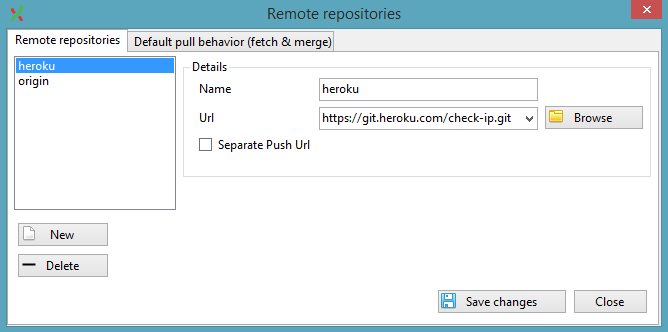 Remote repositories
Remote repositories Default pull behavior (fetch & merge)
heroku
origin
Details
Name heroku
Url https://git.heroku.com/check-ip.git Browse
Separate Push Url
New
Delete
Save changes Close